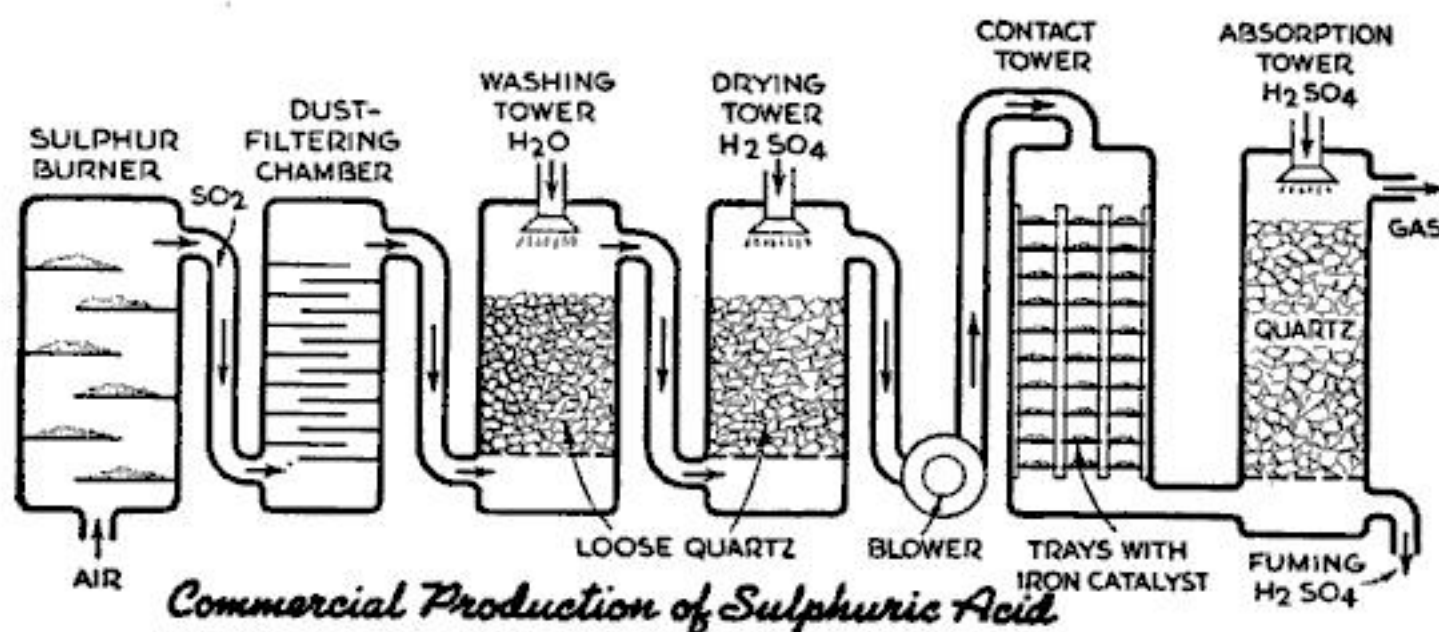 SULPHUR
BURNER
SO2
DUST-
FILTERING
CHAMBER
WASHING
TOWER
H2O
DRYING
TOWER
H2SO4
CONTACT
TOWER
ABSORPTION
TOWER
H2SO4
GAS
QUARTZ
AIR
LOOSE QUARTZ
BLOWER
TRAYS WITH
IRON CATALYST
FUMING
H2SO4
Commercial Production of Sulphuric Acid